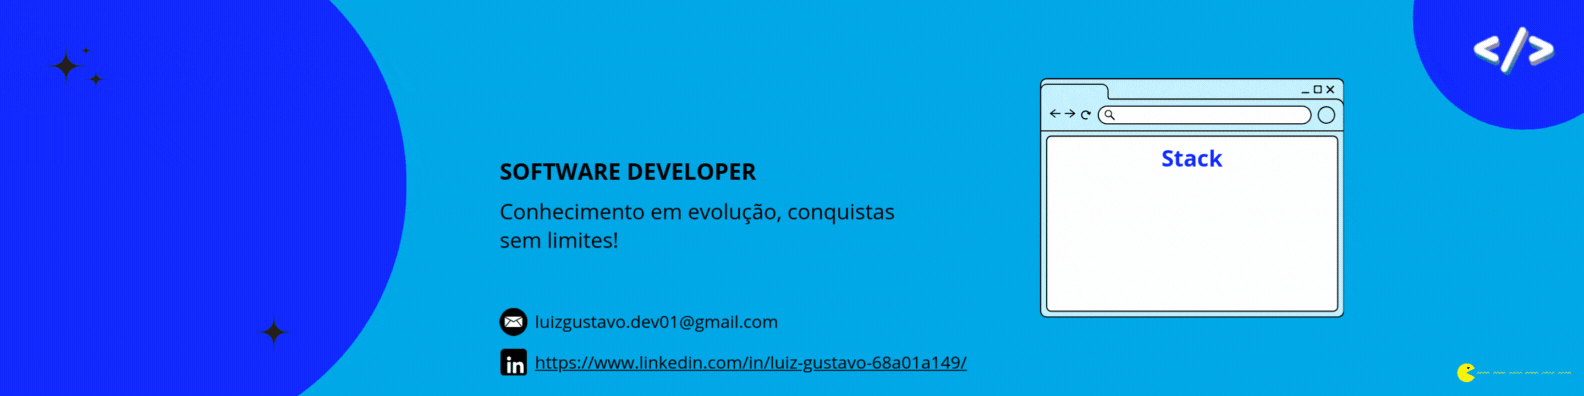 </>
Stack
SOFTWARE DEVELOPER
Conhecimento em evolução, conquistas
sem limites!
luizgustavo.dev01@gmail.com
in https://www.linkedin.com/in/luiz-gustavo-68a01a149/